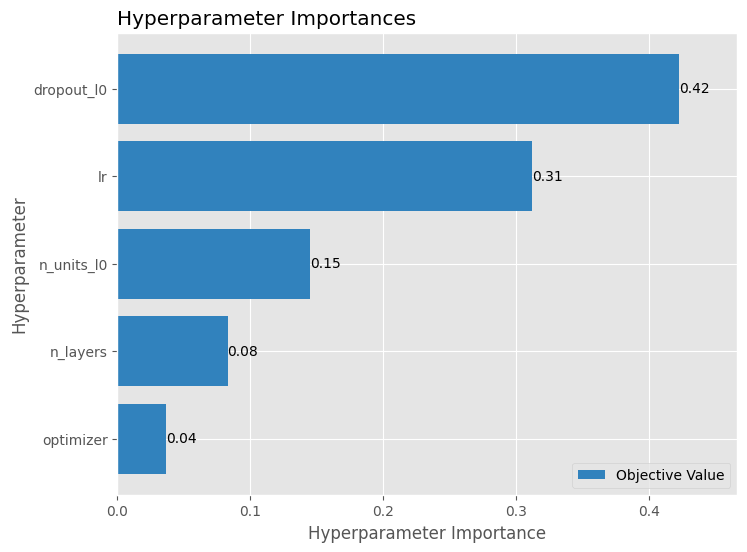 Hyperparameter Importances
dropout_l0
0.42
lr
0.31
n_units_l0
0.15
n_layers
0.08
optimizer
0.04
Hyperparameter
Objective Value
0.0 0.1 0.2 0.3 0.4
Hyperparameter Importance